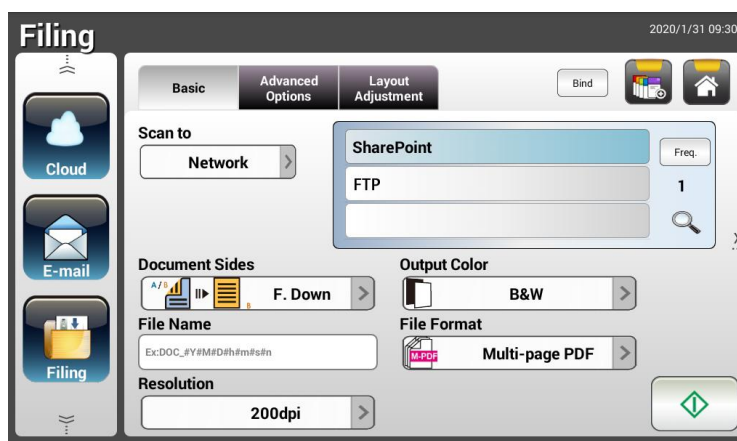 Filing
2020/1/31 09:30
Basic
Advanced
Options
Layout
Adjustment
Bind
Cloud
E-mail
Filing
Scan to
Network
SharePoint
FTP
Freq.
1
Document Sides
A/B
B
F. Down
Output Color
B&W
File Name
Ex:DOC_#Y#M#D#h#m#s#n
File Format
M-PDF
Multi-page PDF
Resolution
200dpi